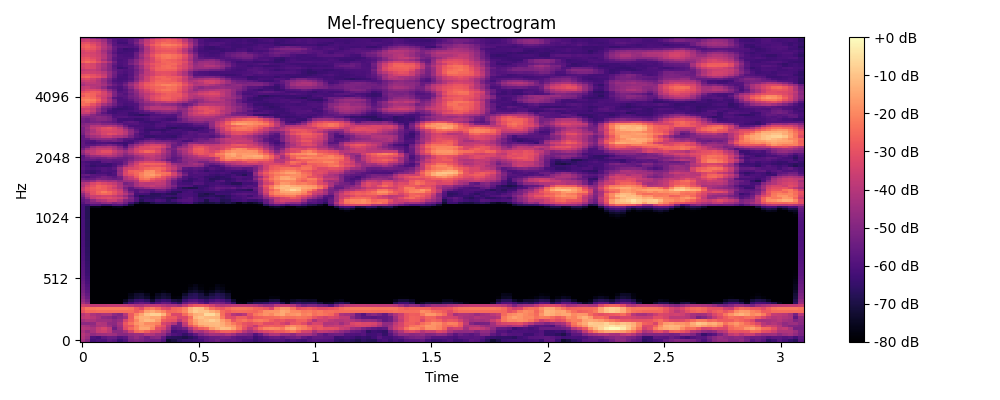 Mel-frequency spectrogram
+0 dB
-10 dB
-20 dB
-30 dB
-40 dB
-50 dB
-60 dB
-70 dB
-80 dB
4096
2048
1024
512
0
Hz
0
0.5
1
1.5
2
2.5
3
Time